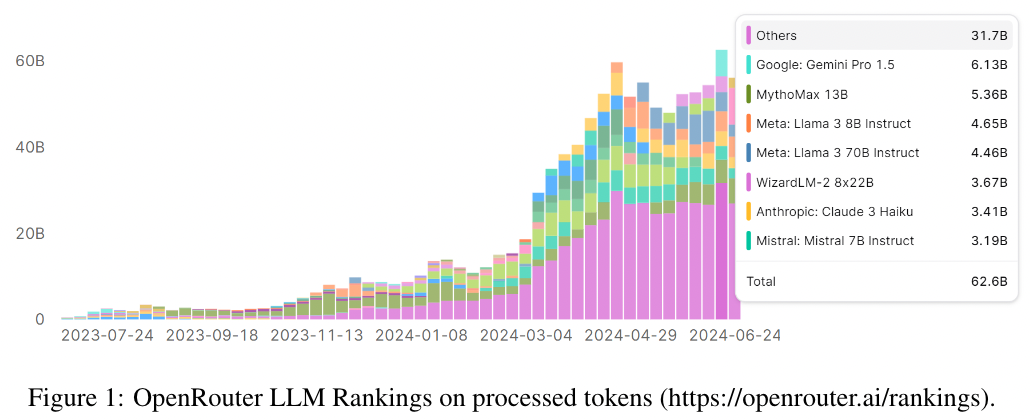 60B
40B
20B
0
2023-07-24 2023-09-18 2023-11-13 2024-01-08 2024-03-04 2024-04-29 2024-06-24
Others 31.7B
Google: Gemini Pro 1.5 6.13B
MythoMax 13B 5.36B
Meta: Llama 3 8B Instruct 4.65B
Meta: Llama 3 70B Instruct 4.46B
WizardLM-2 8x22B 3.67B
Anthropic: Claude 3 Haiku 3.41B
Mistral: Mistral 7B Instruct 3.19B
Total 62.6B
Figure 1: OpenRouter LLM Rankings on processed tokens (https://openrouter.ai/rankings).